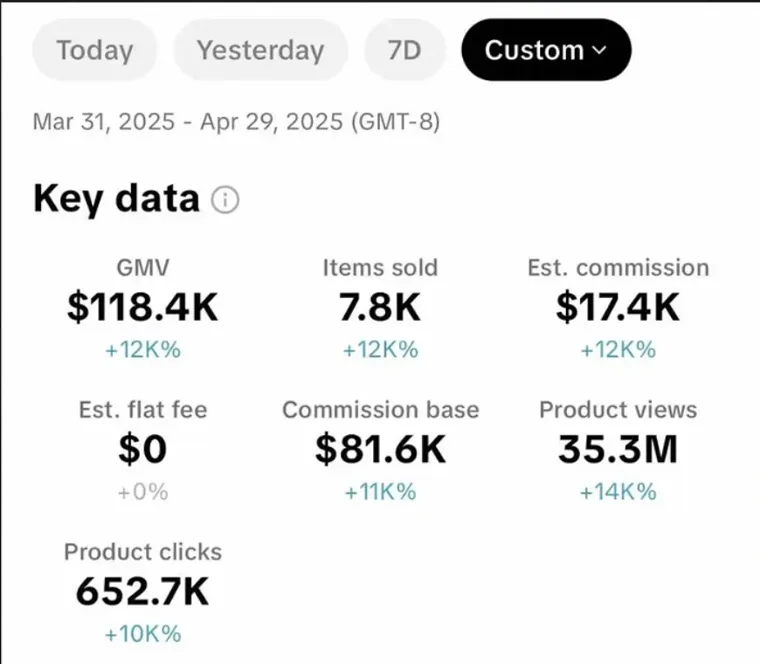 Today Yesterday 7D Custom
Mar 31, 2025 - Apr 29, 2025 (GMT-8)
Key data
GMV Items sold Est. commission
$118.4K 7.8K $17.4K
+12K% +12K% +12K%
Est. flat fee Commission base Product views
$0 $81.6K 35.3M
+0% +11K% +14K%
Product clicks
652.7K
+10K%